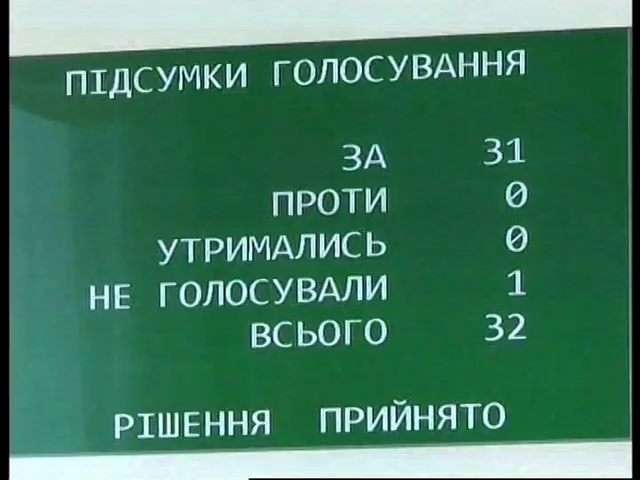 ПІДСУМКИ ГОЛОСУВАННЯ
ЗА 31
ПРОТИ 0
УТРИМАЛИСЬ 0
НЕ ГОЛОСУВАЛИ 1
ВСЬОГО 32
РІШЕННЯ ПРИЙНЯТО